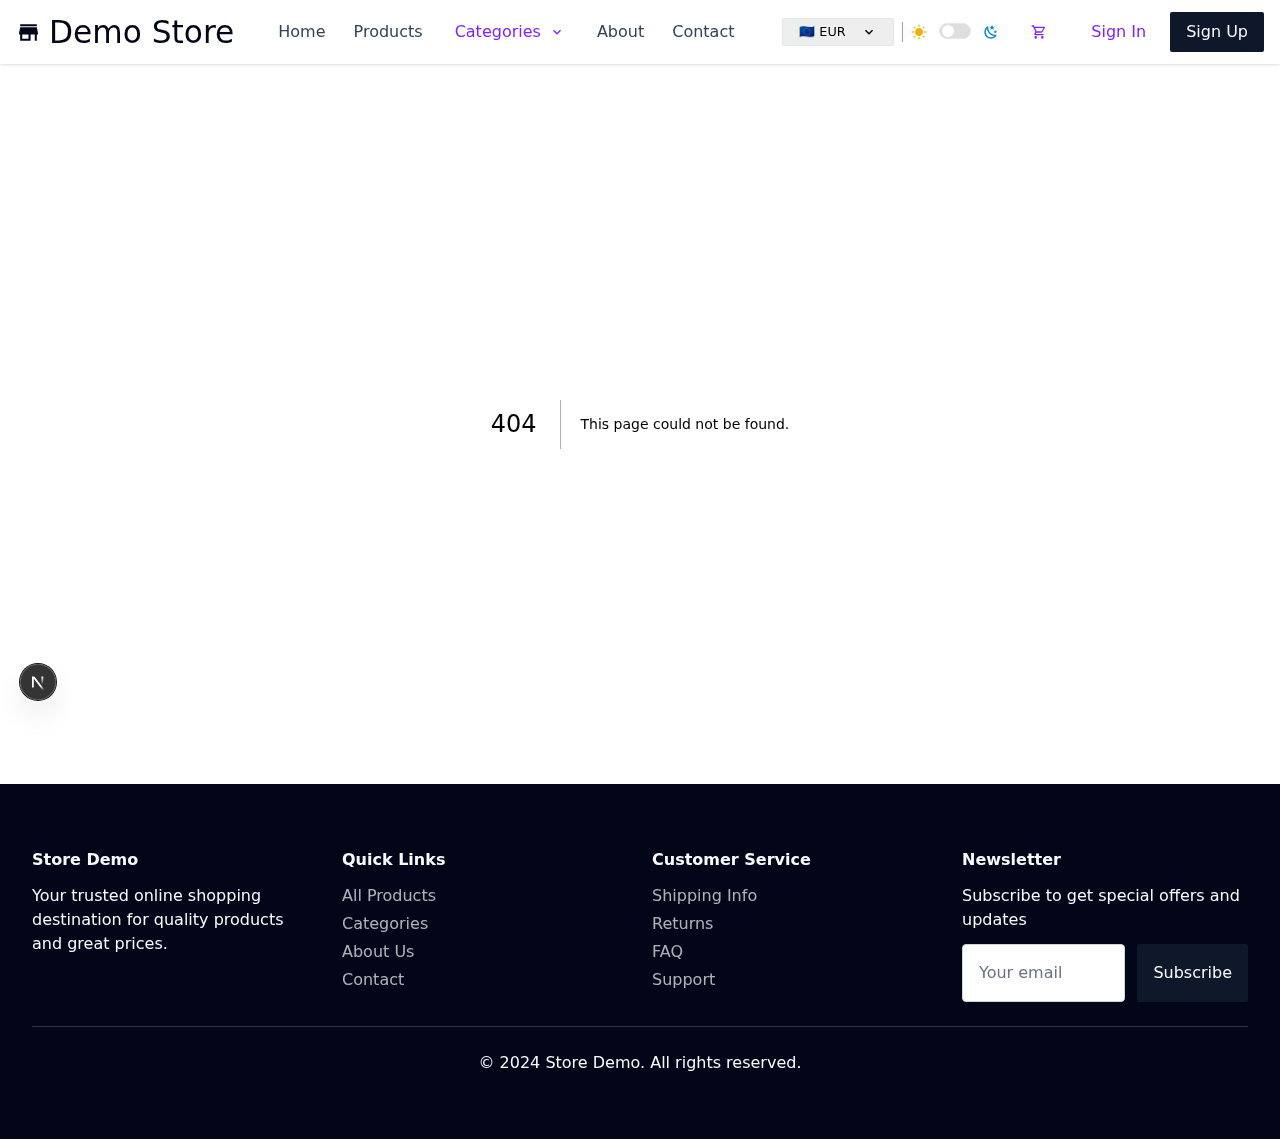 Demo Store
Home Products Categories About Contact 🇪🇺 EUR Sign In Sign Up
404 This page could not be found.
N
Store Demo
Your trusted online shopping
destination for quality products
and great prices.
Quick Links
All Products
Categories
About Us
Contact
Customer Service
Shipping Info
Returns
FAQ
Support
Newsletter
Subscribe to get special offers and
updates
Your email Subscribe
© 2024 Store Demo. All rights reserved.